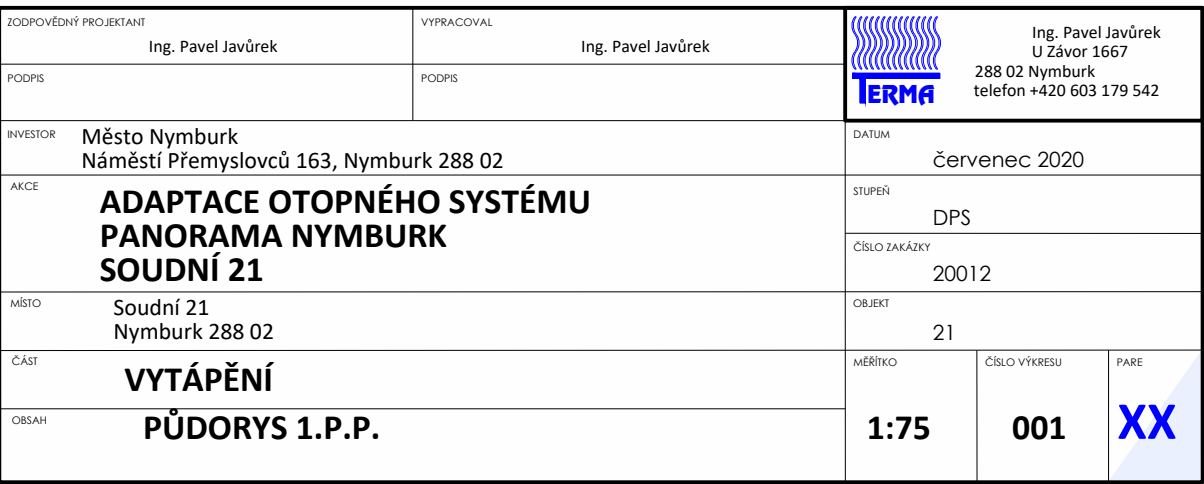 ZODPOVĚDNÝ PROJEKTANT
Ing. Pavel Javůrek
VYPRACOVAL
Ing. Pavel Javůrek
PODPIS
PODPIS
TERMA
Ing. Pavel Javůrek
U Závor 1667
288 02 Nymburk
telefon +420 603 179 542
INVESTOR
Město Nymburk
Náměstí Přemyslovců 163, Nymburk 288 02
DATUM
červenec 2020
AKCE
ADAPTACE OTOPNÉHO SYSTÉMU
PANORAMA NYMBURK
SOUDNÍ 21
STUPEŇ
DPS
ČÍSLO ZAKÁZKY
20012
MÍSTO
Soudní 21
Nymburk 288 02
OBJEKT
21
ČÁST
VYTÁPĚNÍ
OBSAH
PŮDORYS 1.P.P.
MĚŘÍTKO
1:75
ČÍSLO VÝKRESU
001
PARE
XX